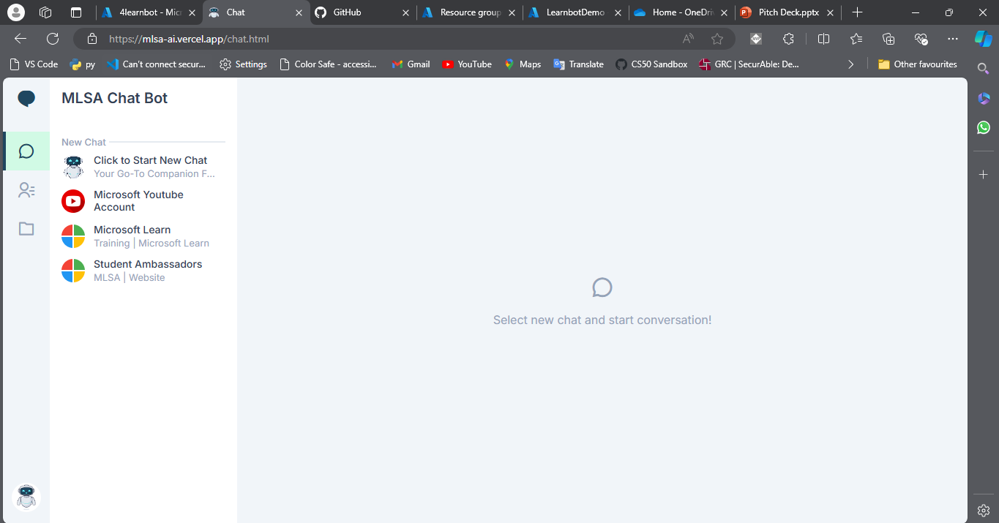 4learnbot - Micr
Chat
GitHub
Resource group
LearnbotDemo
Home - OneDriv
Pitch Deck.pptx
https://mlsa-ai.vercel.app/chat.html
VS Code
py
Can't connect secur...
Settings
Color Safe - accessi...
Gmail
YouTube
Maps
Translate
CS50 Sandbox
GRC | SecurAble: De...
Other favourites
MLSA Chat Bot
New Chat
Click to Start New Chat
Your Go-To Companion F...
Microsoft Youtube
Account
Microsoft Learn
Training | Microsoft Learn
Student Ambassadors
MLSA | Website
Select new chat and start conversation!